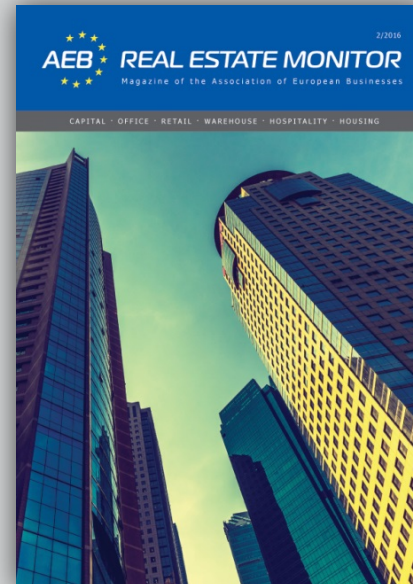 2/2016
AEB REAL ESTATE MONITOR
Magazine of the Association of European Businesses
CAPITAL · OFFICE · RETAIL · WAREHOUSE · HOSPITALITY · HOUSING